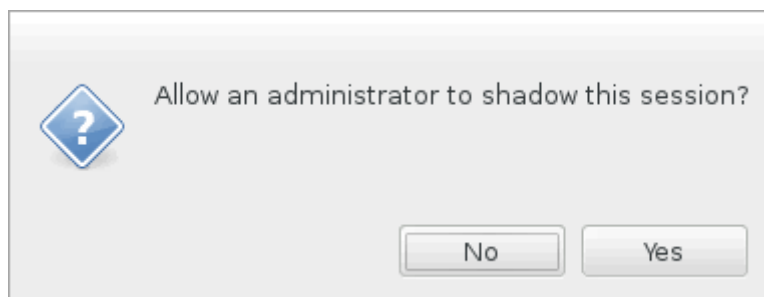 Allow an administrator to shadow this session?
No
Yes